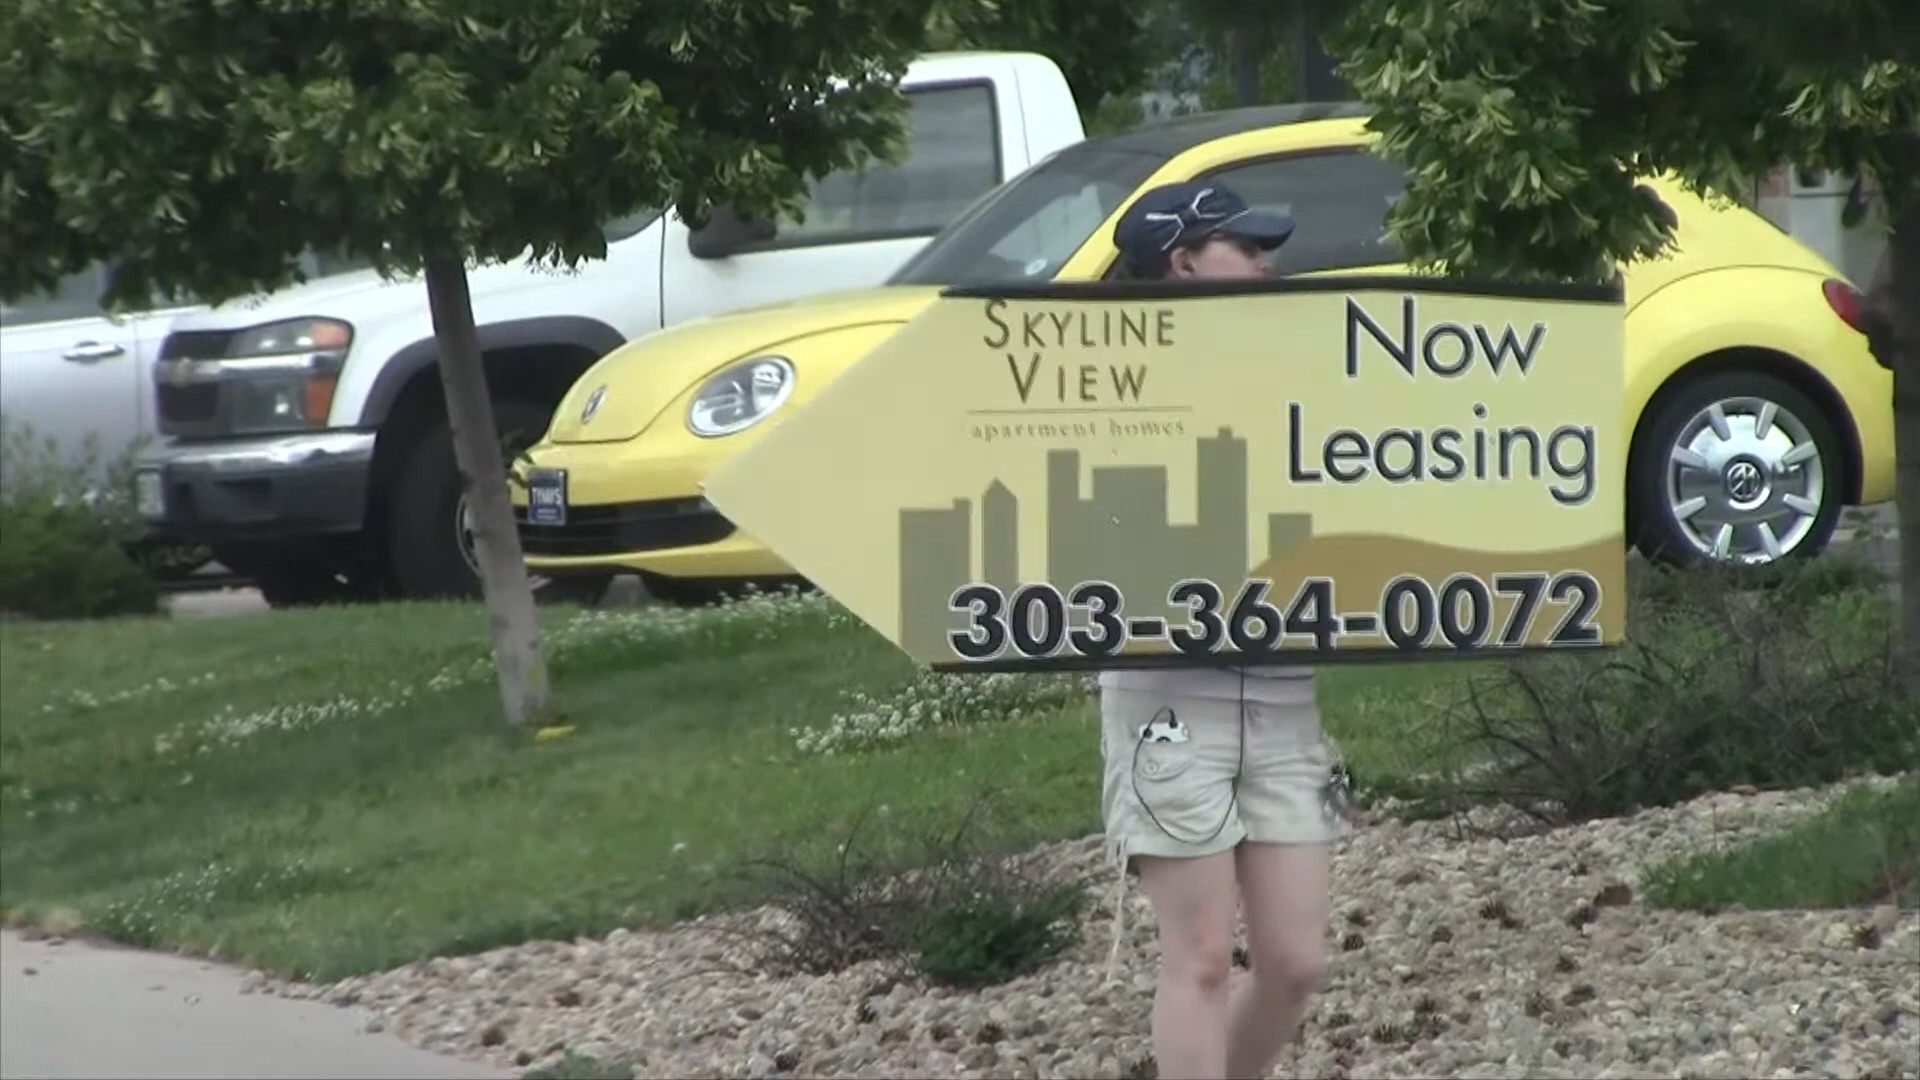 SKYLINE
VIEW
apartment homes
Now
Leasing
303-364-0072